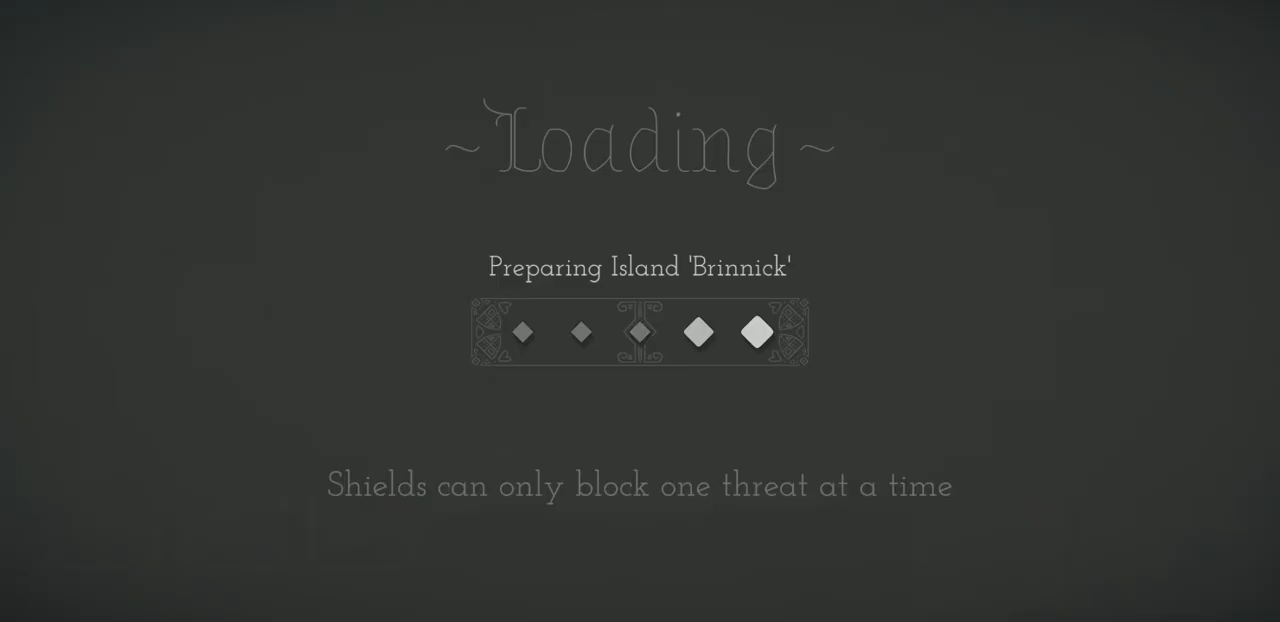 ~Loading~
Preparing Island 'Brinnick'
Shields can only block one threat at a time